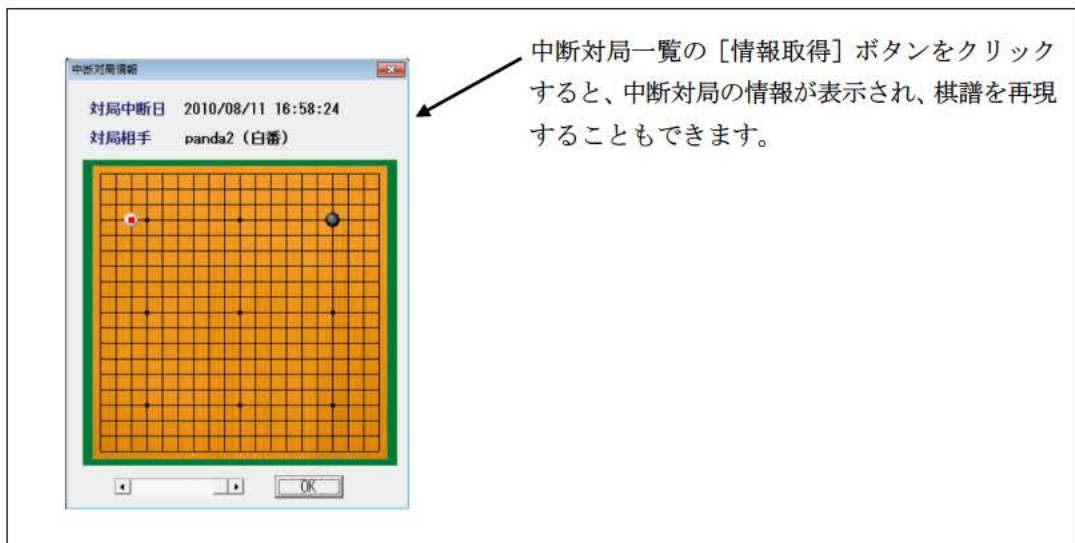 中断対局情報
対局中断日 2010/08/11 16:58:24
対局相手 panda2（白番）
OK
中断対局一覧の［情報取得］ボタンをクリック
すると、中断対局の情報が表示され、棋譜を再現
することもできます。